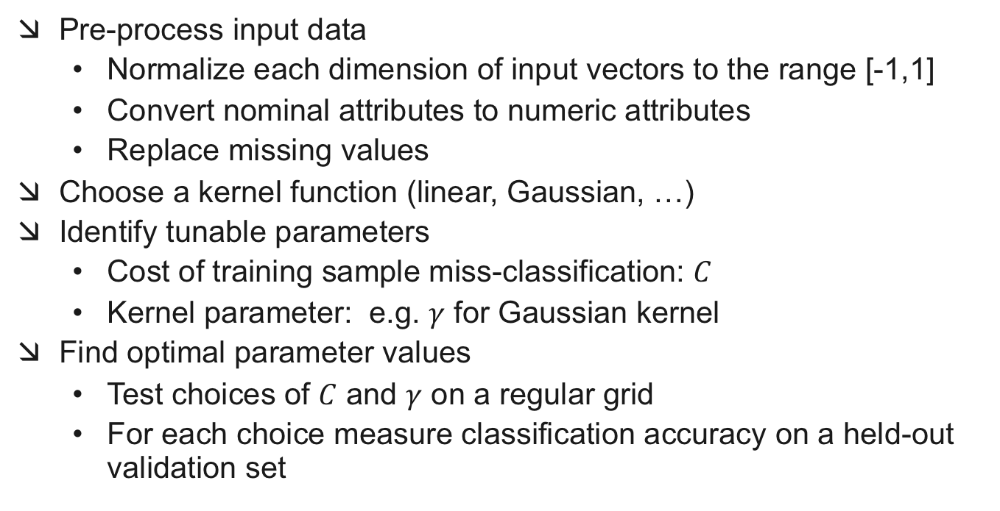 ↘ Pre-process input data
• Normalize each dimension of input vectors to the range [-1,1]
• Convert nominal attributes to numeric attributes
• Replace missing values
↘ Choose a kernel function (linear, Gaussian, …)
↘ Identify tunable parameters
• Cost of training sample miss-classification: 𝐶
• Kernel parameter:  e.g. 𝛾 for Gaussian kernel
↘ Find optimal parameter values
• Test choices of 𝐶 and 𝛾 on a regular grid
• For each choice measure classification accuracy on a held-out
validation set